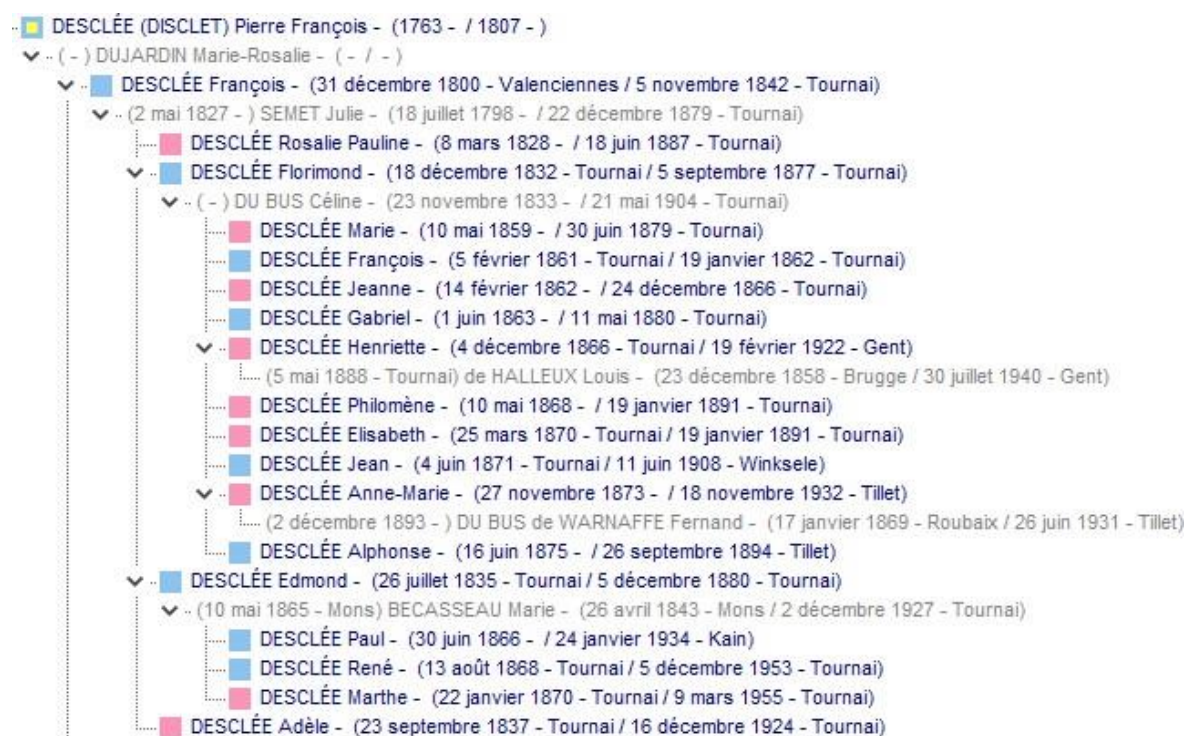 DESCLÉE (DISCLET) Pierre François - (1763 - / 1807 - )
( - ) DUJARDIN Marie-Rosalie - ( - / - )
DESCLÉE François - (31 décembre 1800 - Valenciennes / 5 novembre 1842 - Tournai)
(2 mai 1827 - ) SEMET Julie - (18 juillet 1798 - / 22 décembre 1879 - Tournai)
DESCLÉE Rosalie Pauline - (8 mars 1828 - / 18 juin 1887 - Tournai)
DESCLÉE Florimond - (18 décembre 1832 - Tournai / 5 septembre 1877 - Tournai)
( - ) DU BUS Céline - (23 novembre 1833 - / 21 mai 1904 - Tournai)
DESCLÉE Marie - (10 mai 1859 - / 30 juin 1879 - Tournai)
DESCLÉE François - (5 février 1861 - Tournai / 19 janvier 1862 - Tournai)
DESCLÉE Jeanne - (14 février 1862 - / 24 décembre 1866 - Tournai)
DESCLÉE Gabriel - (1 juin 1863 - / 11 mai 1880 - Tournai)
DESCLÉE Henriette - (4 décembre 1866 - Tournai / 19 février 1922 - Gent)
(5 mai 1888 - Tournai) de HALLEUX Louis - (23 décembre 1858 - Brugge / 30 juillet 1940 - Gent)
DESCLÉE Philomène - (10 mai 1868 - / 19 janvier 1891 - Tournai)
DESCLÉE Elisabeth - (25 mars 1870 - Tournai / 19 janvier 1891 - Tournai)
DESCLÉE Jean - (4 juin 1871 - Tournai / 11 juin 1908 - Winksele)
DESCLÉE Anne-Marie - (27 novembre 1873 - / 18 novembre 1932 - Tillet)
(2 décembre 1893 - ) DU BUS de WARNAFFE Fernand - (17 janvier 1869 - Roubaix / 26 juin 1931 - Tillet)
DESCLÉE Alphonse - (16 juin 1875 - / 26 septembre 1894 - Tillet)
DESCLÉE Edmond - (26 juillet 1835 - Tournai / 5 décembre 1880 - Tournai)
(10 mai 1865 - Mons) BECASSEAU Marie - (26 avril 1843 - Mons / 2 décembre 1927 - Tournai)
DESCLÉE Paul - (30 juin 1866 - / 24 janvier 1934 - Kain)
DESCLÉE René - (13 août 1868 - Tournai / 5 décembre 1953 - Tournai)
DESCLÉE Marthe - (22 janvier 1870 - Tournai / 9 mars 1955 - Tournai)
DESCLÉE Adèle - (23 septembre 1837 - Tournai / 16 décembre 1924 - Tournai)